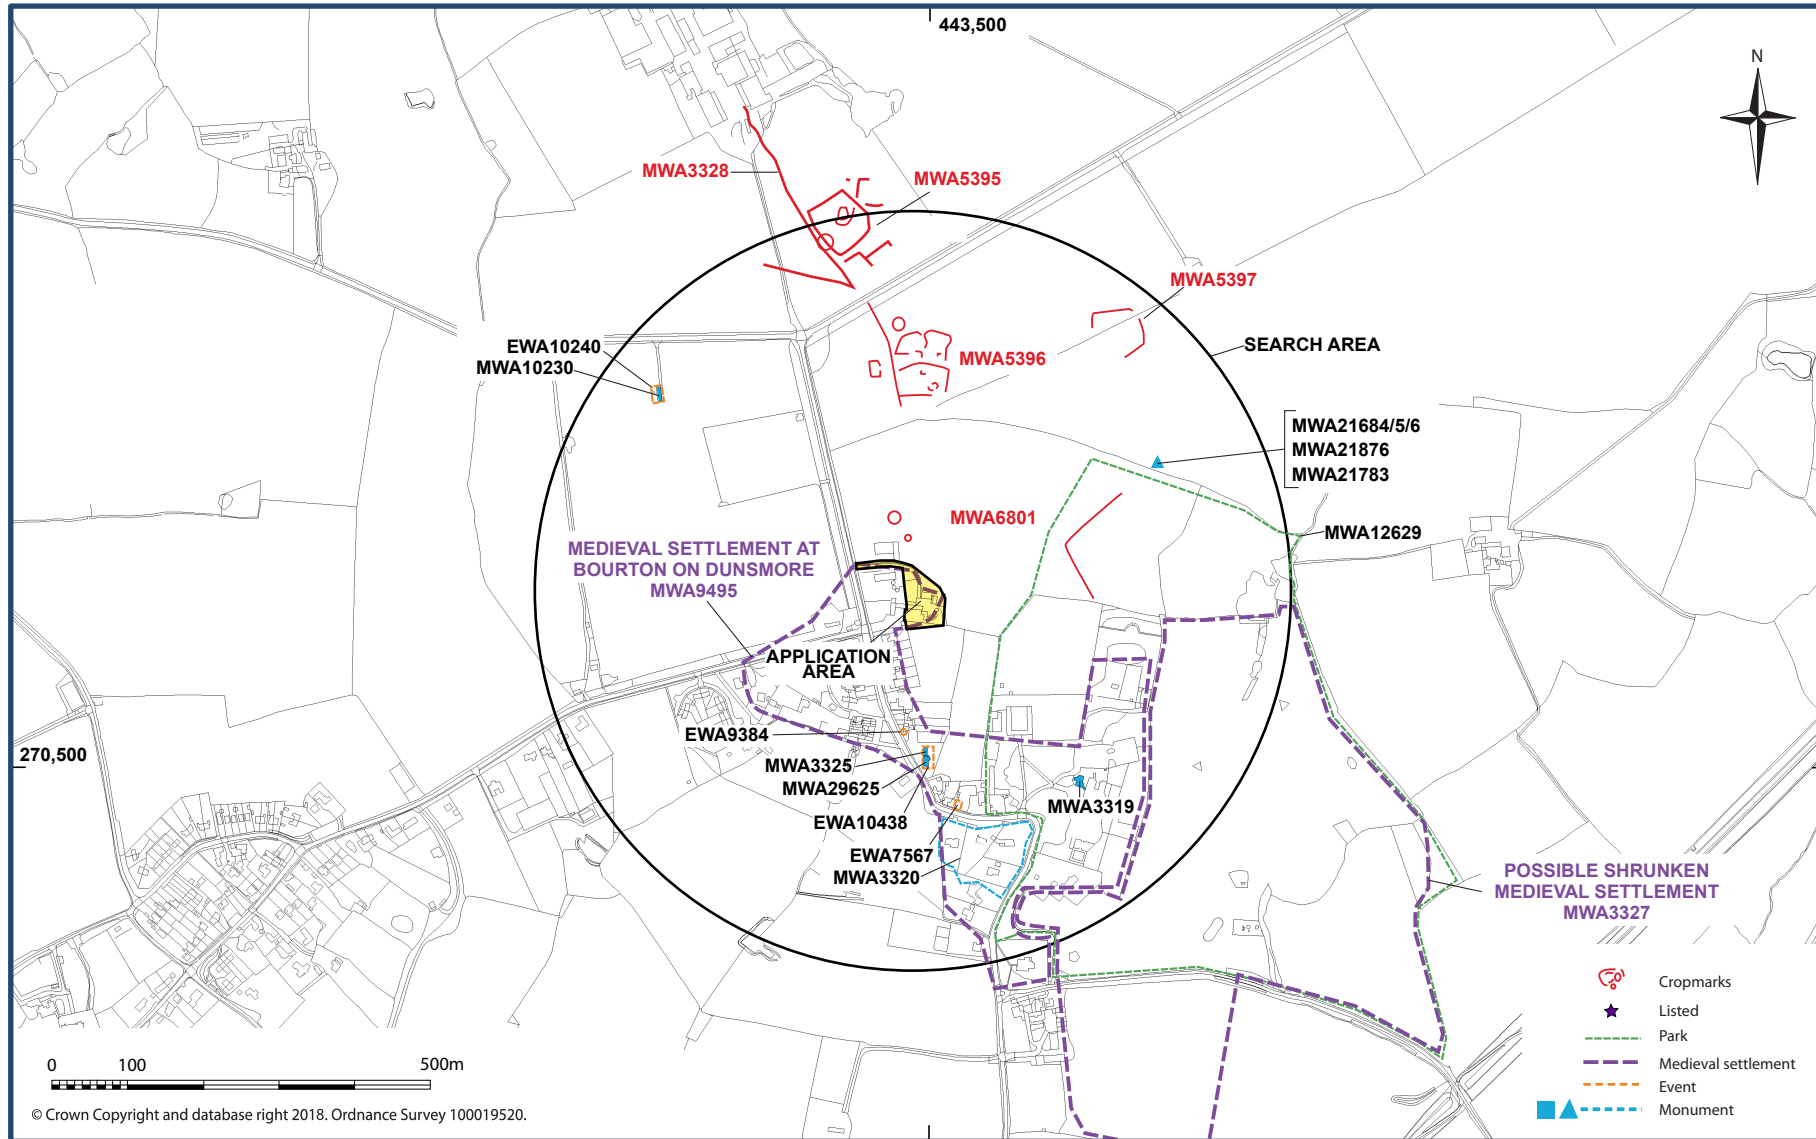 443,500
N
MWA3328
MWA5395
MWA5397
SEARCH AREA
EWA10240
MWA10230
MWA5396
MWA21684/5/6
MWA21876
MWA21783
MWA6801
MWA12629
MEDIEVAL SETTLEMENT AT
BOURTON ON DUNSMORE
MWA9495
APPLICATION
AREA
270,500
EWA9384
MWA3325
MWA29625
EWA10438
MWA3319
EWA7567
MWA3320
POSSIBLE SHRUNKEN
MEDIEVAL SETTLEMENT
MWA3327
Cropmarks
Listed
Park
Medieval settlement
Event
Monument
0 100 500m
© Crown Copyright and database right 2018. Ordnance Survey 100019520.